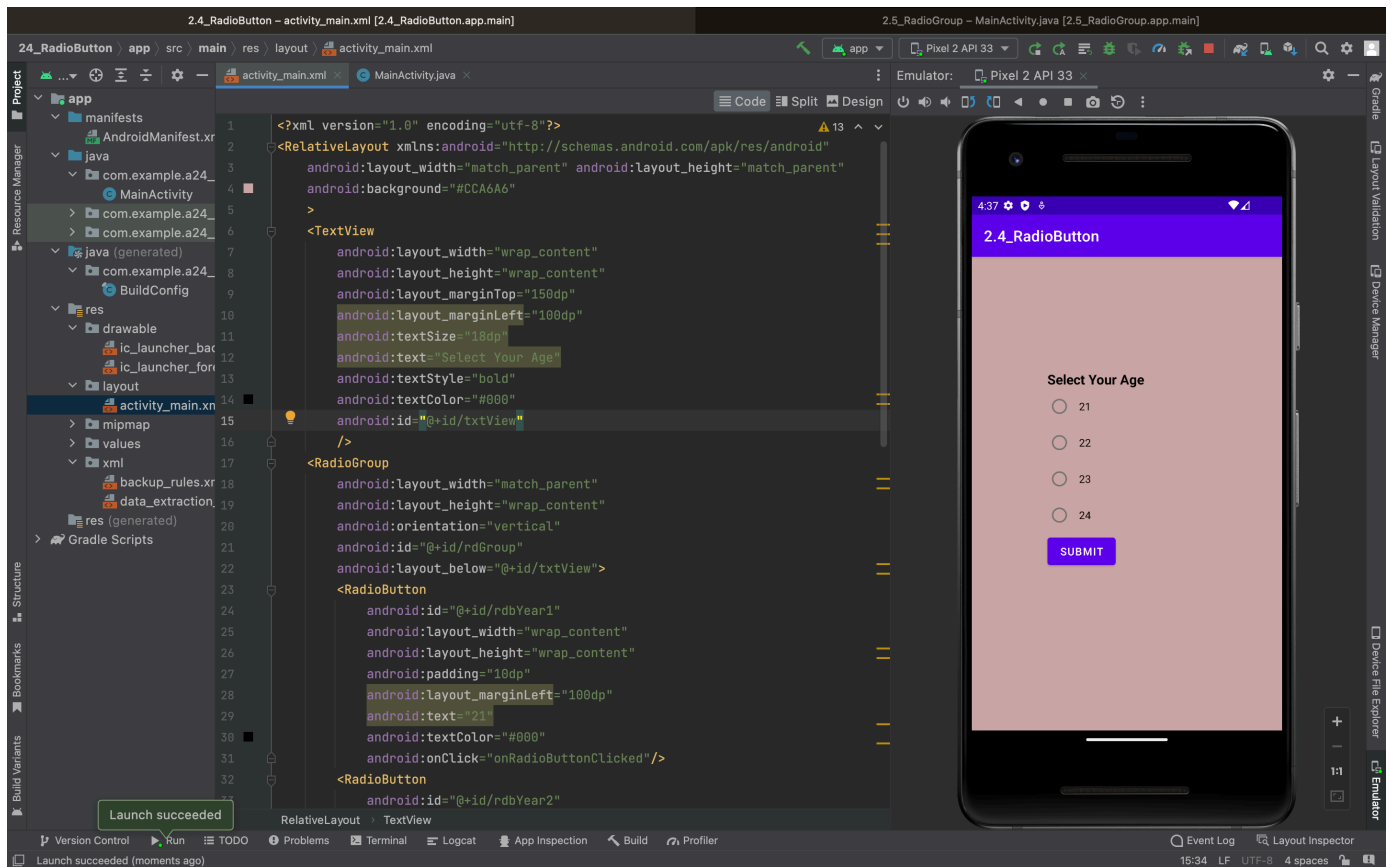 2.4_RadioButton – activity_main.xml [2.4_RadioButton.app.main]
2.5_RadioGroup – MainActivity.java [2.5_RadioGroup.app.main]
24_RadioButton 〉 app 〉 src 〉 main 〉 res 〉 layout 〉 activity_main.xml
app
Pixel 2 API 33
Project
...
activity_main.xml
MainActivity.java
Emulator:
Pixel 2 API 33
Code
Split
Design
Resource Manager
Structure
Bookmarks
Build Variants
app
manifests
AndroidManifest.xr
java
com.example.a24_
MainActivity
com.example.a24_
com.example.a24_
java (generated)
com.example.a24_
BuildConfig
res
drawable
ic_launcher_bac
ic_launcher_fore
layout
activity_main.xn
mipmap
values
xml
backup_rules.xr
data_extraction_
res (generated)
Gradle Scripts
13
1 <?xml version="1.0" encoding="utf-8"?>
2 <RelativeLayout xmlns:android="http://schemas.android.com/apk/res/android"
3 android:layout_width="match_parent" android:layout_height="match_parent"
4 android:background="#CCA6A6"
5 >
6 <TextView
7 android:layout_width="wrap_content"
8 android:layout_height="wrap_content"
9 android:layout_marginTop="150dp"
10 android:layout_marginLeft="100dp"
11 android:textSize="18dp"
12 android:text="Select Your Age"
13 android:textStyle="bold"
14 android:textColor="#000"
15 android:id="@+id/txtView"
16 />
17 <RadioGroup
18 android:layout_width="match_parent"
19 android:layout_height="wrap_content"
20 android:orientation="vertical"
21 android:id="@+id/rdGroup"
22 android:layout_below="@+id/txtView">
23 <RadioButton
24 android:id="@+id/rdbYear1"
25 android:layout_width="wrap_content"
26 android:layout_height="wrap_content"
27 android:padding="10dp"
28 android:layout_marginLeft="100dp"
29 android:text="21"
30 android:textColor="#000"
31 android:onClick="onRadioButtonClicked"/>
32 <RadioButton
33 android:id="@+id/rdbYear2"
RelativeLayout 〉 TextView
4:37
2.4_RadioButton
Select Your Age
21
22
23
24
SUBMIT
1:1
Gradle
Layout Validation
Device Manager
Device File Explorer
Emulator
Launch succeeded
Version Control
Run
TODO
Problems
Terminal
Logcat
App Inspection
Build
Profiler
Event Log
Layout Inspector
Launch succeeded (moments ago)
15:34 LF UTF-8 4 spaces